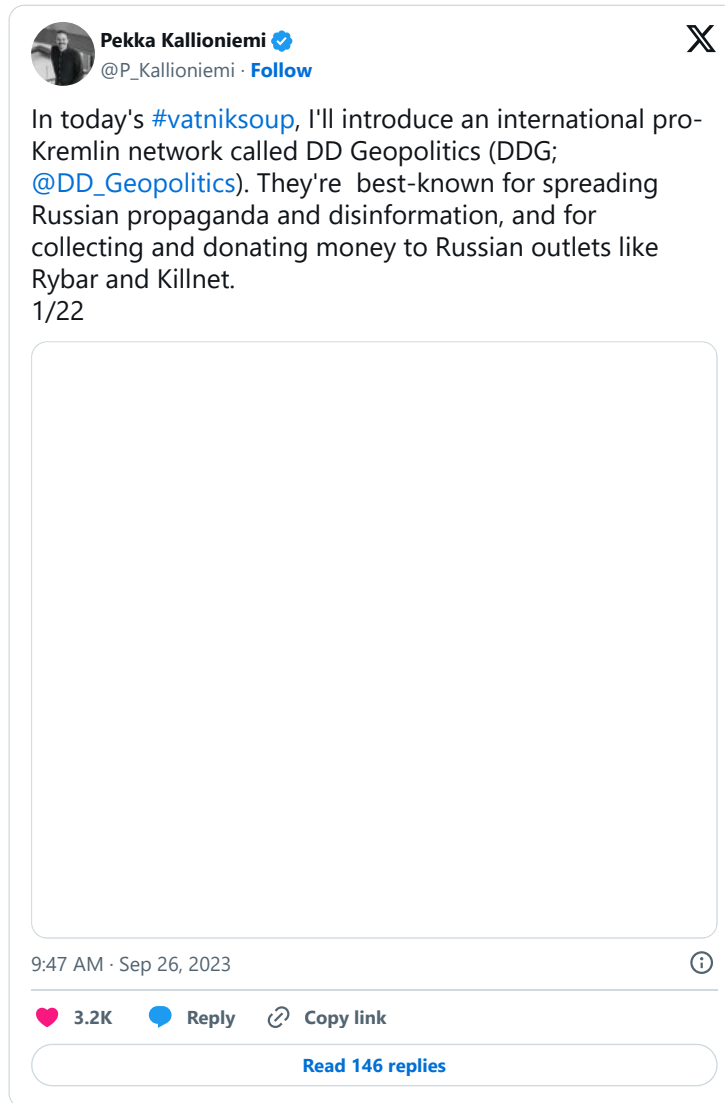 Pekka Kallioniemi
@P_Kallioniemi · Follow
In today's #vatniksoup, I'll introduce an international pro-
Kremlin network called DD Geopolitics (DDG;
@DD_Geopolitics). They're  best-known for spreading
Russian propaganda and disinformation, and for
collecting and donating money to Russian outlets like
Rybar and Killnet.
1/22
9:47 AM · Sep 26, 2023
3.2K Reply Copy link
Read 146 replies